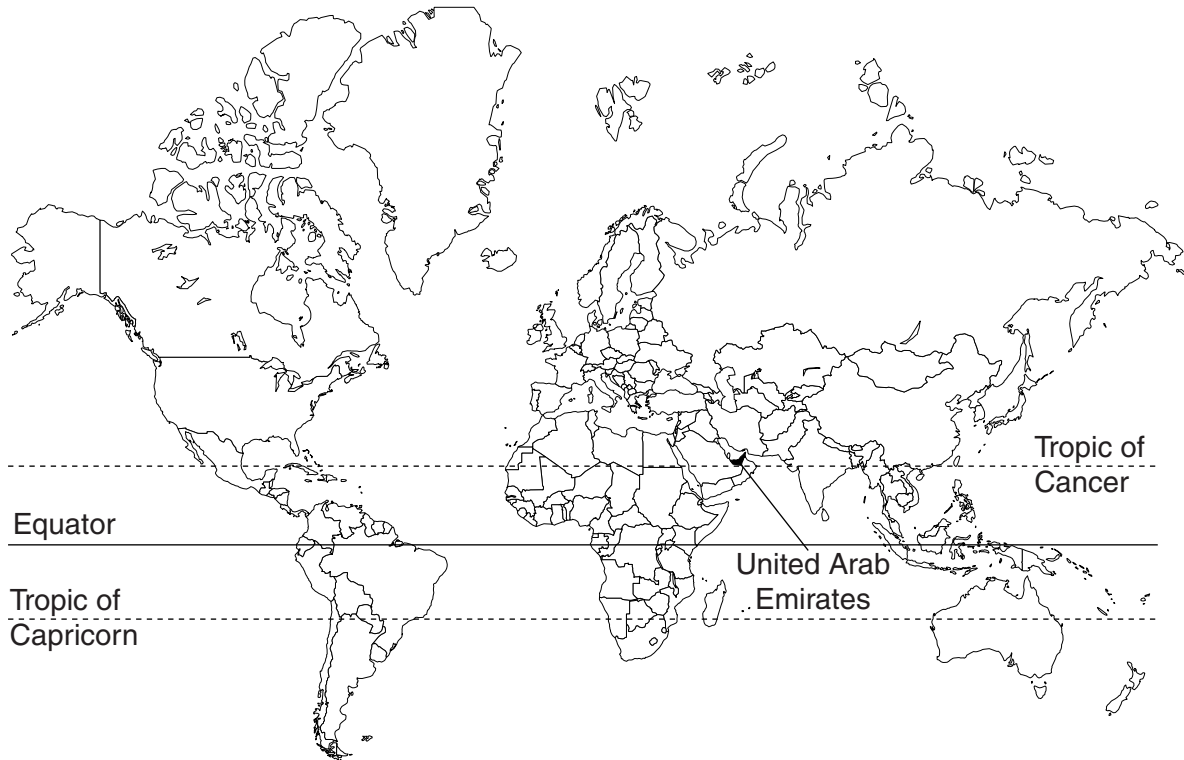 Tropic of
Cancer
Equator
United Arab
Emirates
Tropic of
Capricorn